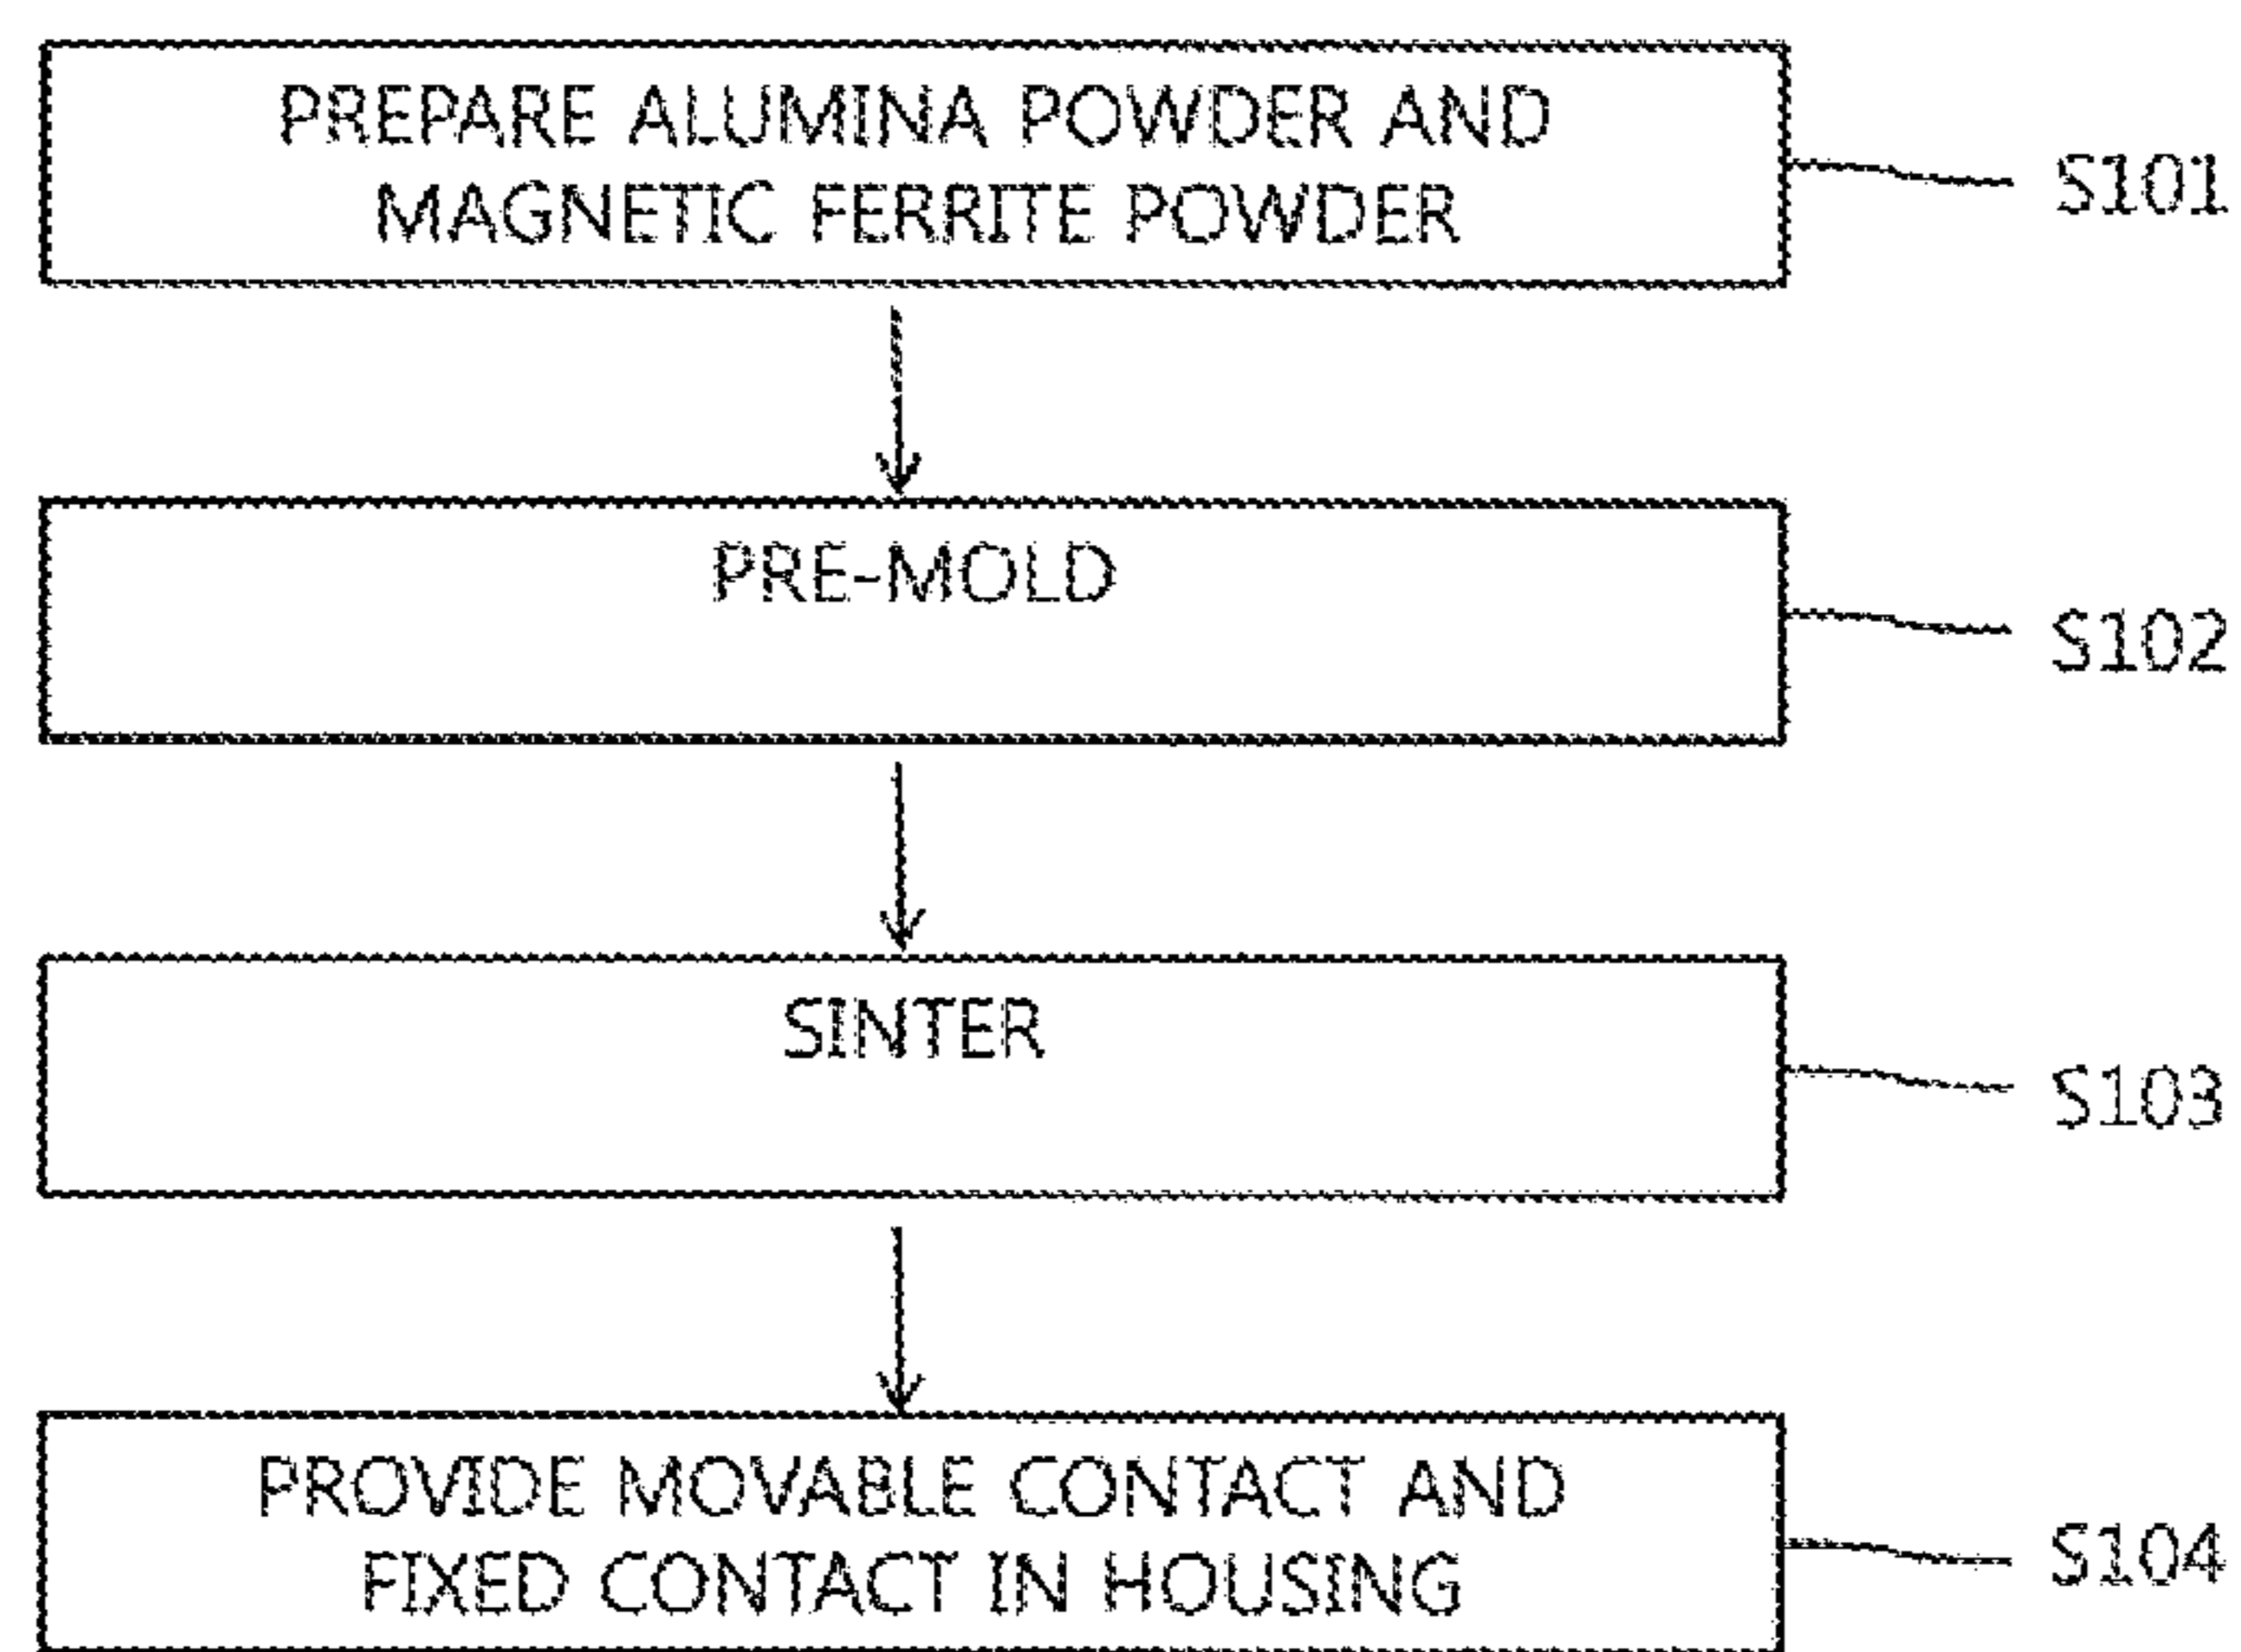 PREPARE ALUMINA POWDER AND
MAGNETIC FERRITE POWDER
S101
PRE-MOLD
S102
SINTER
S103
PROVIDE MOVABLE CONTACT AND
FIXED CONTACT IN HOUSING
S104